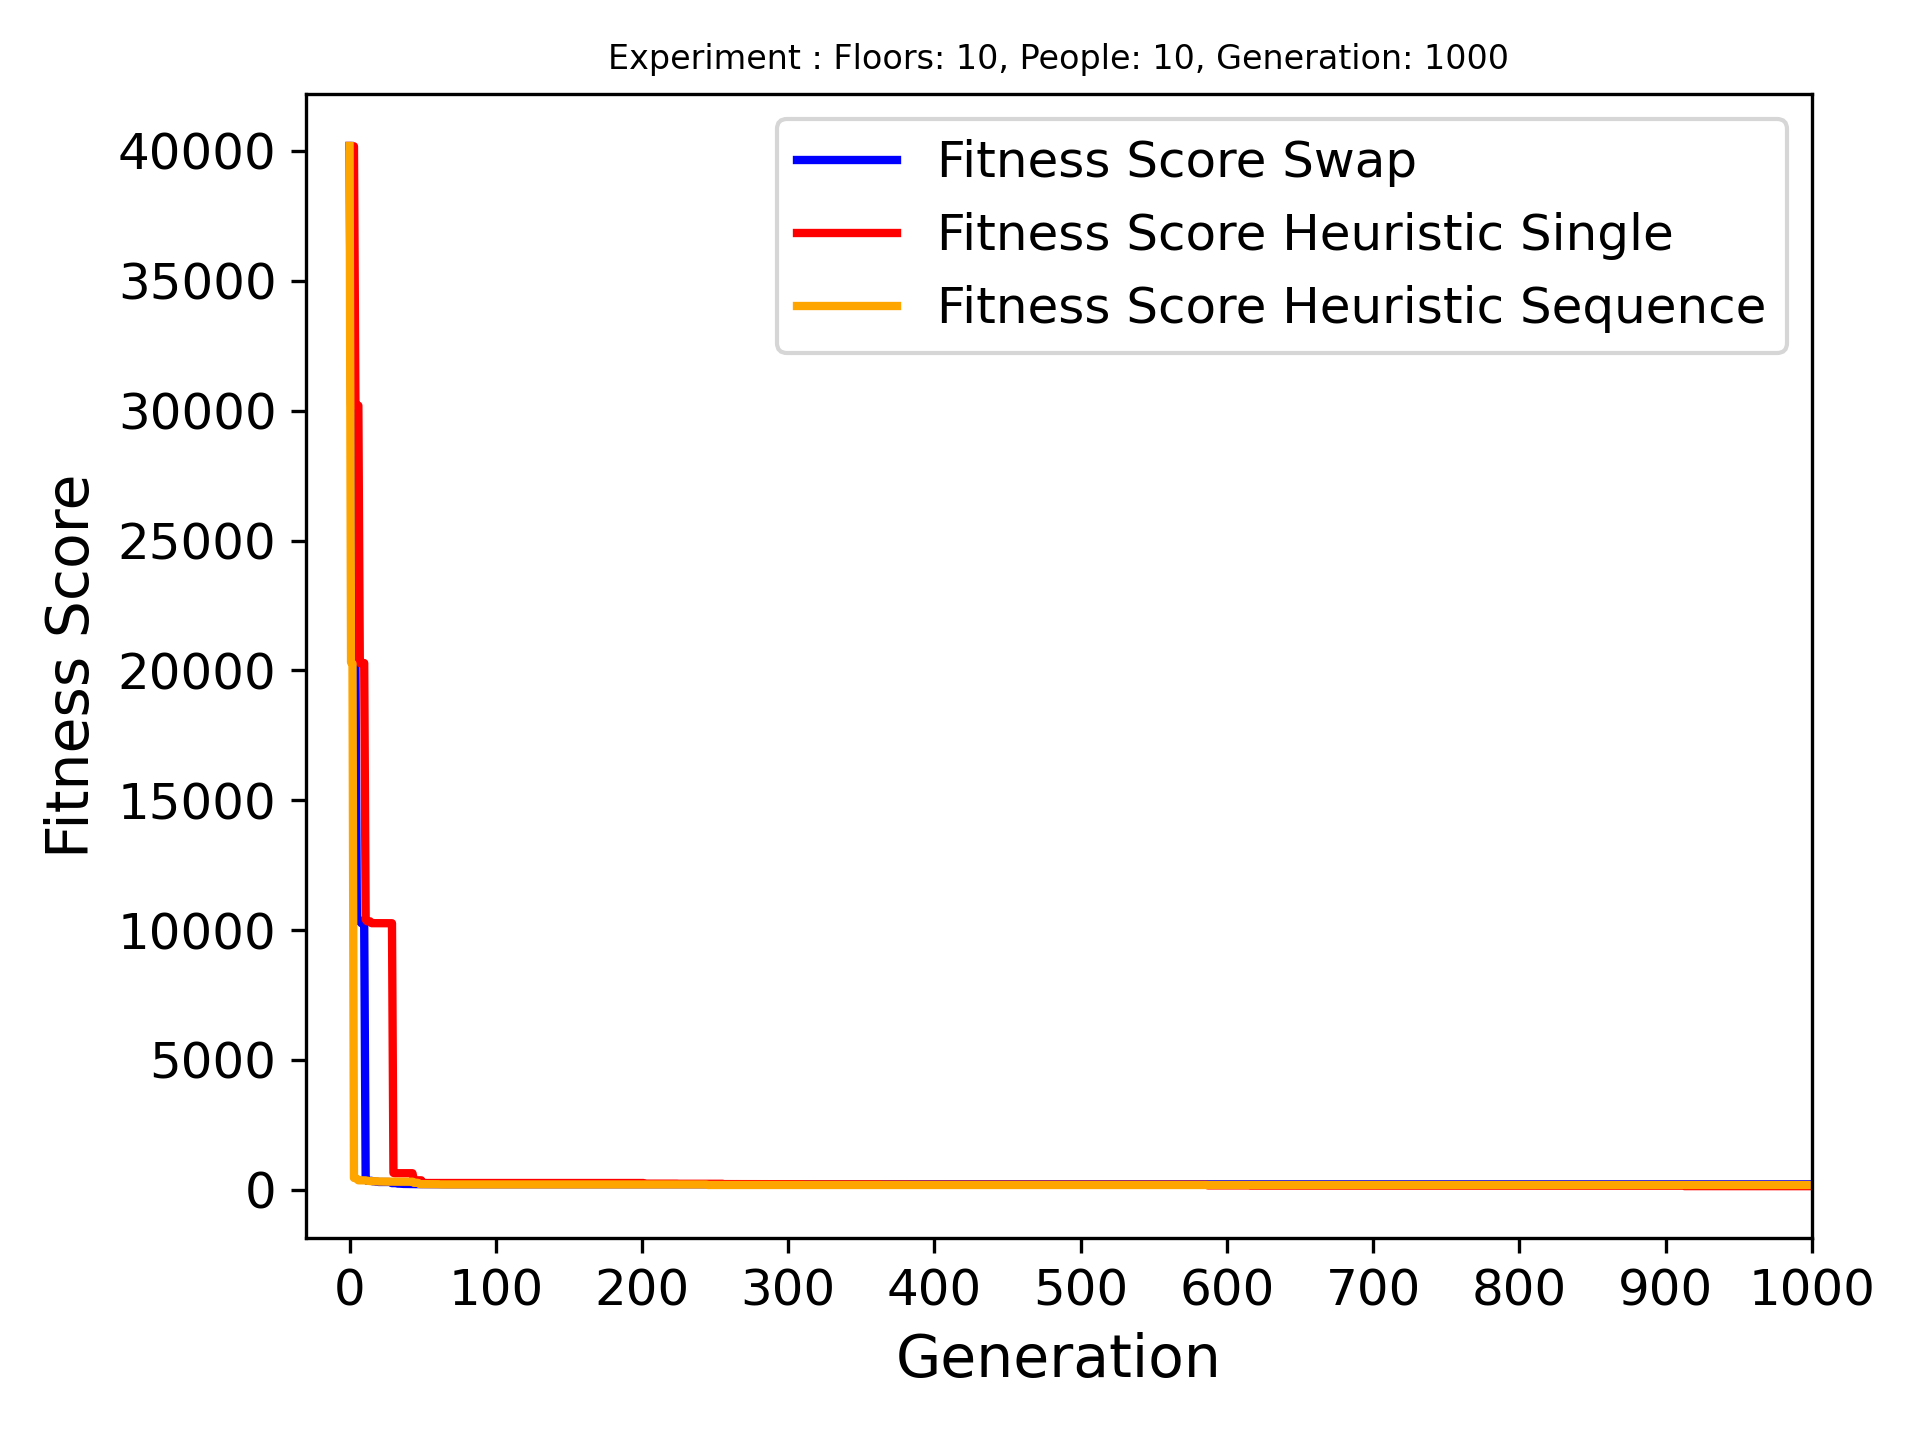 Experiment : Floors: 10, People: 10, Generation: 1000
Fitness Score Swap
Fitness Score Heuristic Single
Fitness Score Heuristic Sequence
Fitness Score
40000
35000
30000
25000
20000
15000
10000
5000
0
0 100 200 300 400 500 600 700 800 900 1000
Generation